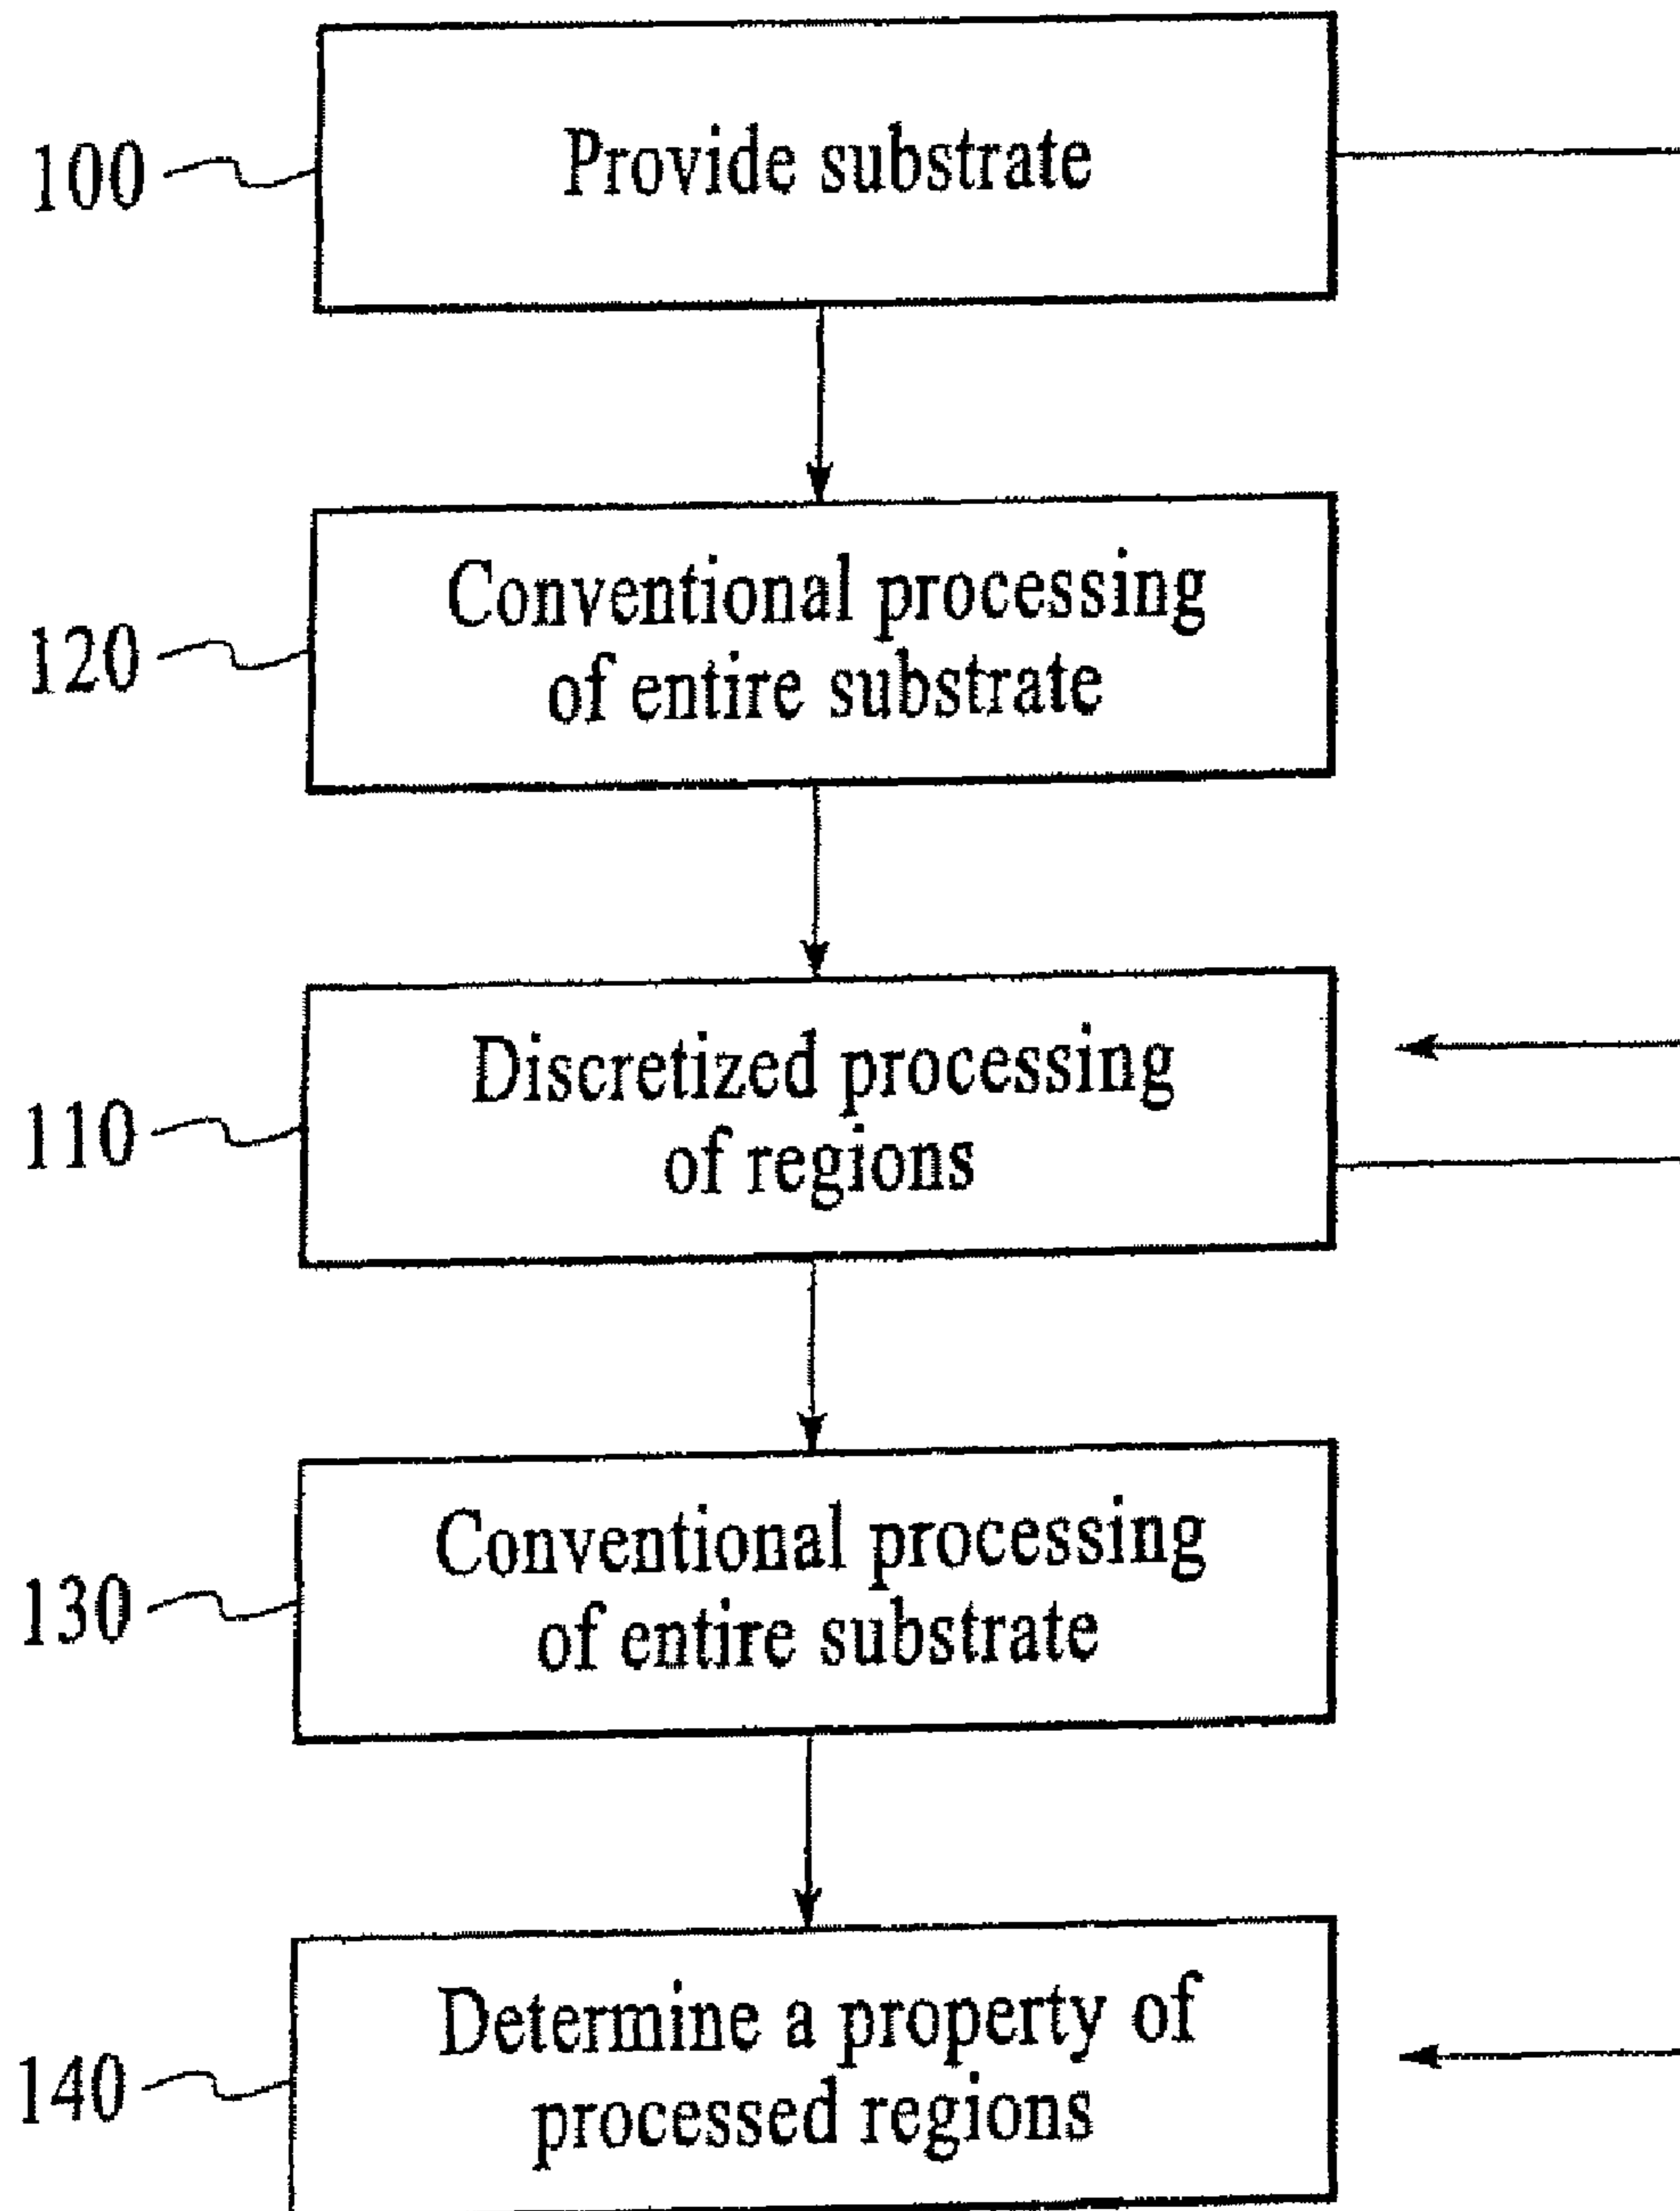 100
Provide substrate
120
Conventional processing
of entire substrate
110
Discretized processing
of regions
130
Conventional processing
of entire substrate
140
Determine a property of
processed regions